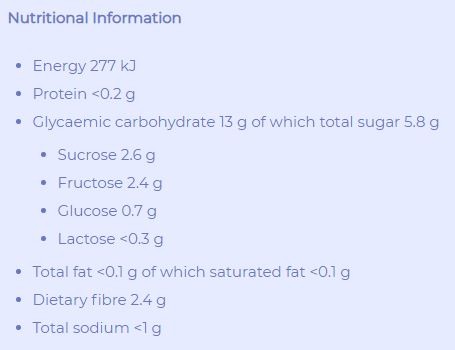 Nutritional Information
Energy 277 kJ
Protein <0.2 g
Glycaemic carbohydrate 13 g of which total sugar 5.8 g
Sucrose 2.6 g
Fructose 2.4 g
Glucose 0.7 g
Lactose <0.3 g
Total fat <0.1 g of which saturated fat <0.1 g
Dietary fibre 2.4 g
Total sodium <1 g